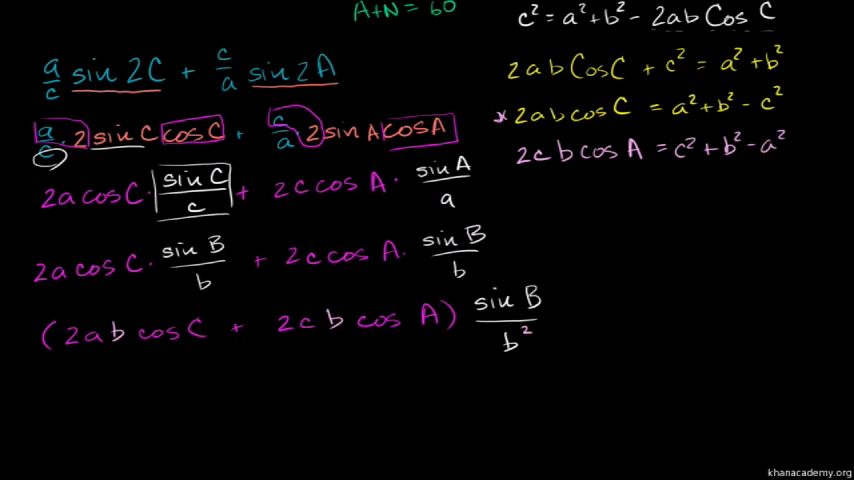 A+N = 60
c² = a² + b² - 2ab Cos C
a/c sin 2C + c/a sin 2A
2ab CosC + c² = a² + b²
* 2ab cos C = a² + b² - c²
a/c · 2 sin C cos C + c/a · 2 sin A cos A
2cb cos A = c² + b² - a²
2a cos C · sin C/c + 2c cos A · sin A/a
2a cos C · sin B/b + 2c cos A · sin B/b
(2ab cos C + 2cb cos A) sin B/b²
khanacademy.org